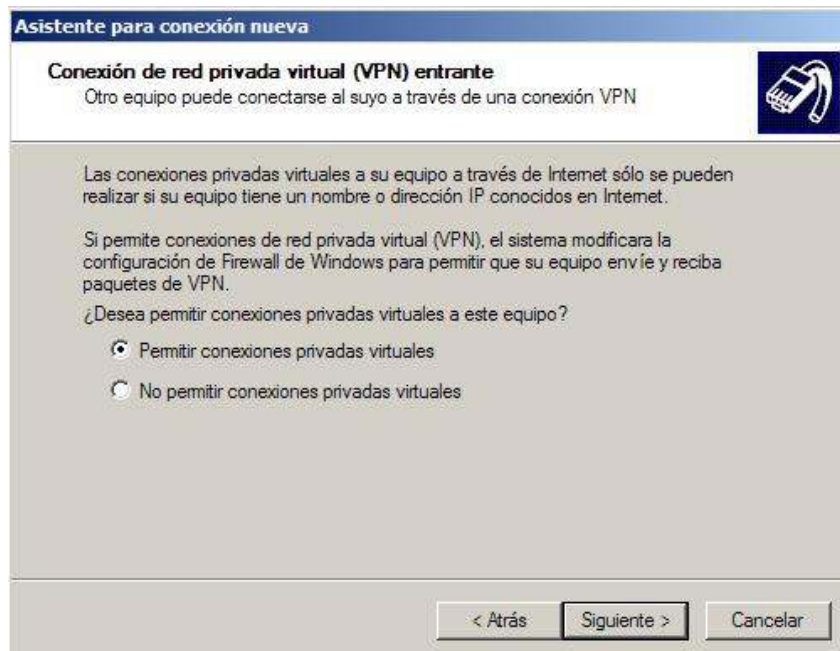 Asistente para conexión nueva
Conexión de red privada virtual (VPN) entrante
Otro equipo puede conectarse al suyo a través de una conexión VPN
Las conexiones privadas virtuales a su equipo a través de Internet sólo se pueden
realizar si su equipo tiene un nombre o dirección IP conocidos en Internet.
Si permite conexiones de red privada virtual (VPN), el sistema modificara la
configuración de Firewall de Windows para permitir que su equipo envíe y reciba
paquetes de VPN.
¿Desea permitir conexiones privadas virtuales a este equipo?
Permitir conexiones privadas virtuales
No permitir conexiones privadas virtuales
< Atrás Siguiente > Cancelar